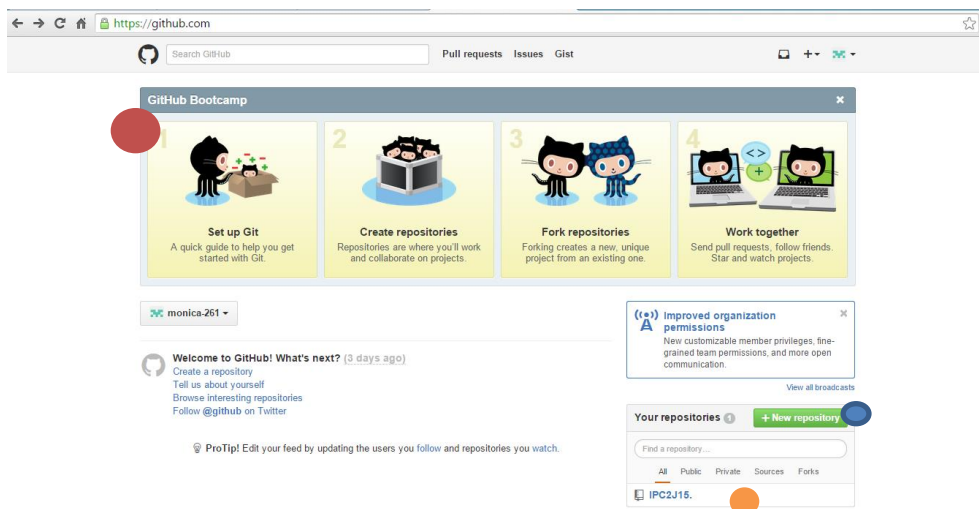 https://github.com
Search GitHub
Pull requests Issues Gist
GitHub Bootcamp
1
2
3
4
Set up Git
A quick guide to help you get
started with Git.
Create repositories
Repositories are where you'll work
and collaborate on projects.
Fork repositories
Forking creates a new, unique
project from an existing one.
Work together
Send pull requests, follow friends.
Star and watch projects.
monica-261
Welcome to GitHub! What's next? (3 days ago)
Create a repository
Tell us about yourself
Browse interesting repositories
Follow @github on Twitter
ProTip! Edit your feed by updating the users you follow and repositories you watch.
Improved organization
permissions
New customizable member privileges, fine-
grained team permissions, and more open
communication.
View all broadcasts
Your repositories 1
+ New repository
Find a repository...
All Public Private Sources Forks
IPC2J15.